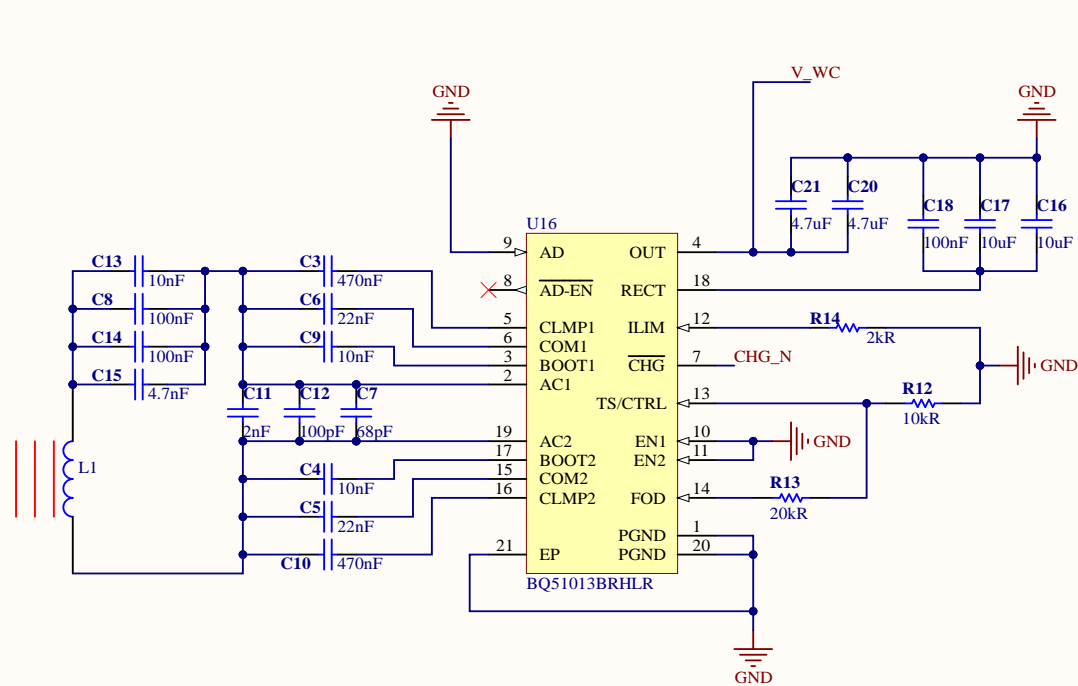 V_WC
GND
GND
C21
C20
4.7uF
4.7uF
C18
C17
C16
100nF
10uF
10uF
U16
9
AD
OUT
4
8
AD-EN
RECT
18
5
CLMP1
ILIM
12
6
COM1
3
BOOT1
CHG
7
CHG_N
2
AC1
TS/CTRL
13
19
AC2
EN1
10
17
BOOT2
EN2
11
15
COM2
16
CLMP2
FOD
14
PGND
1
21
EP
PGND
20
BQ51013BRHLR
C13
10nF
C8
100nF
C14
100nF
C15
4.7nF
C3
470nF
C6
22nF
C9
10nF
C11
C12
C7
2nF
100pF
68pF
L1
C4
10nF
C5
22nF
C10
470nF
R14
2kR
GND
R12
10kR
GND
R13
20kR
GND